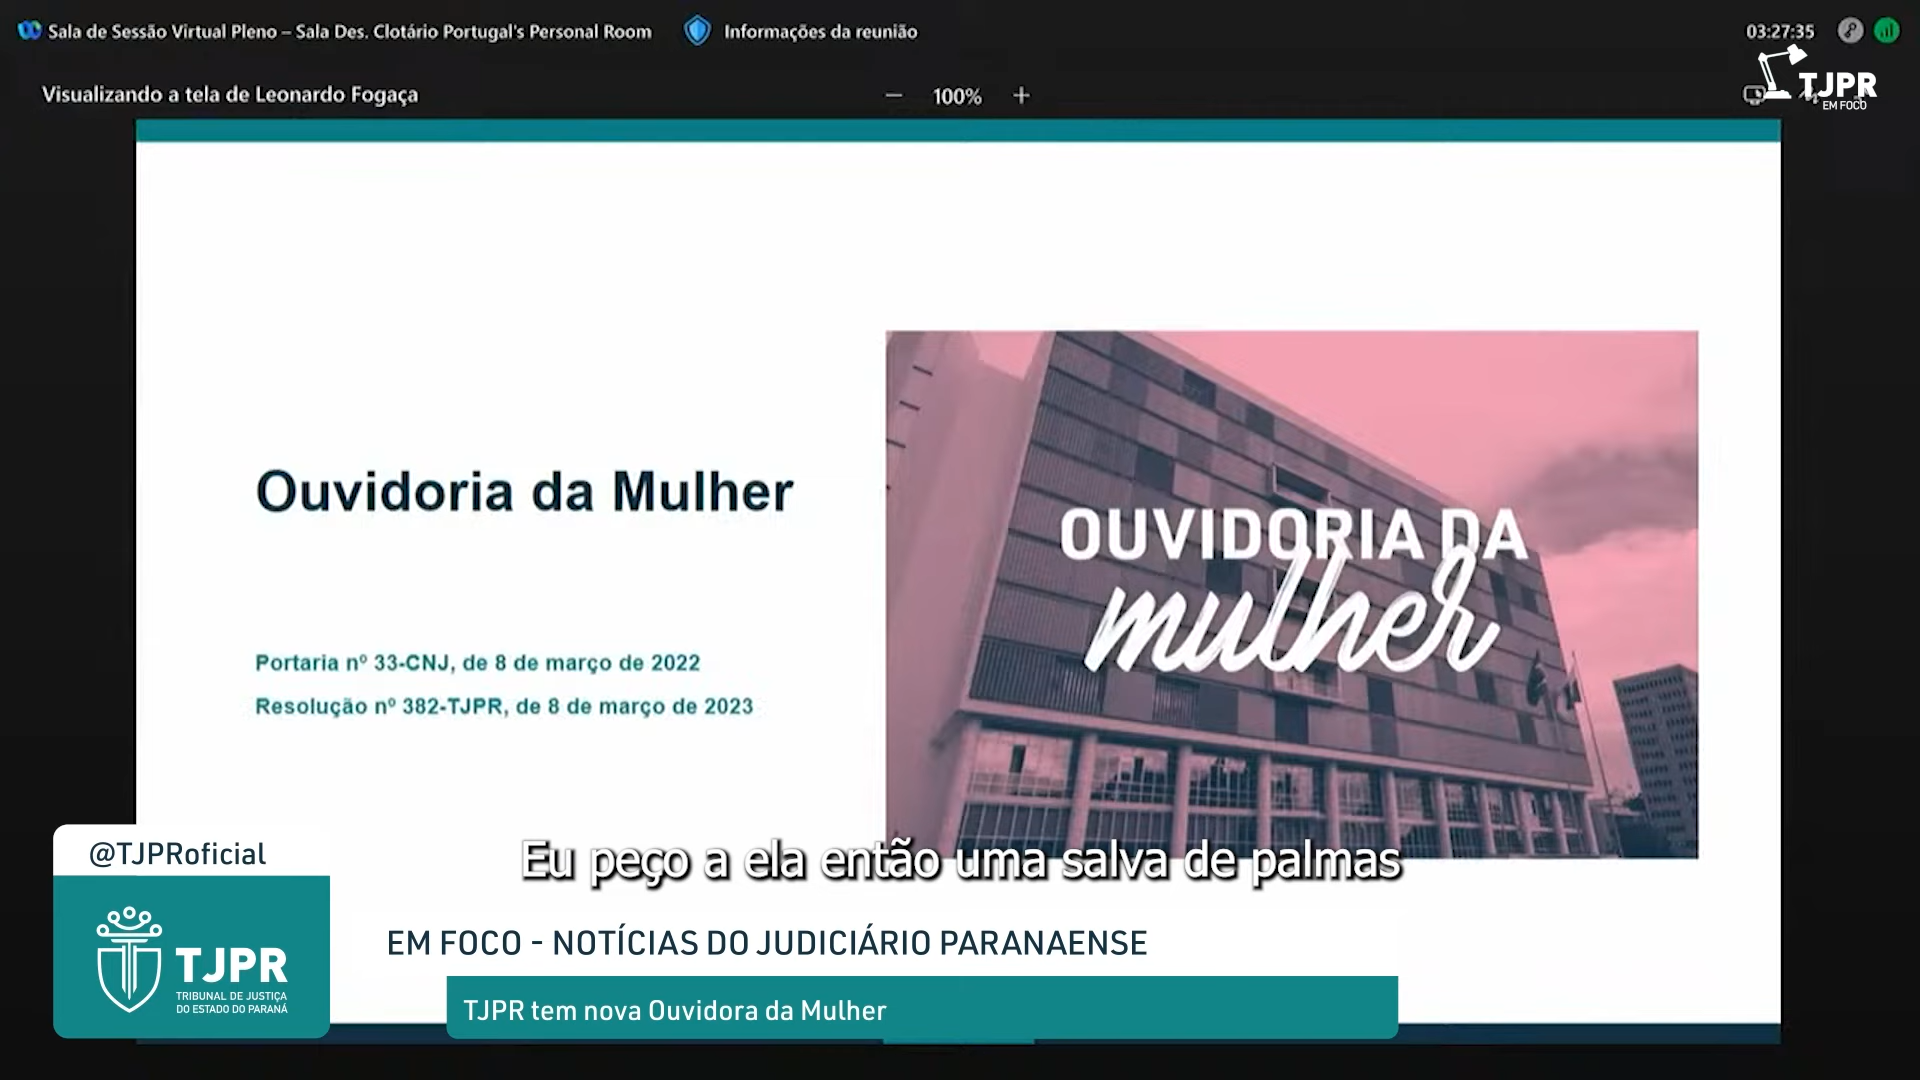 Sala de Sessão Virtual Pleno – Sala Des. Clotário Portugal's Personal Room
Informações da reunião
03:27:35
Visualizando a tela de Leonardo Fogaça
100%
TJPR
EM FOCO
Ouvidoria da Mulher
Portaria nº 33-CNJ, de 8 de março de 2022
Resolução nº 382-TJPR, de 8 de março de 2023
OUVIDORIA DA
mulher
Eu peço a ela então uma salva de palmas
@TJPRoficial
TJPR
TRIBUNAL DE JUSTIÇA
DO ESTADO DO PARANÁ
EM FOCO - NOTÍCIAS DO JUDICIÁRIO PARANAENSE
TJPR tem nova Ouvidora da Mulher